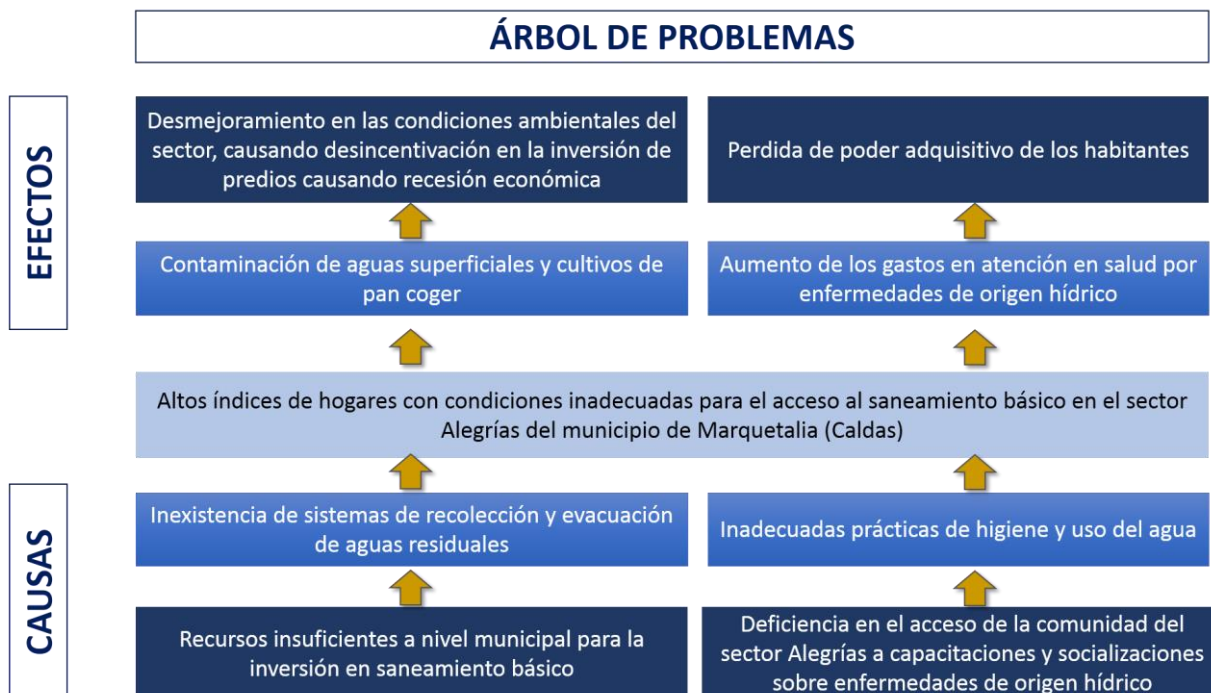 ÁRBOL DE PROBLEMAS
EFECTOS
Desmejoramiento en las condiciones ambientales del
sector, causando desincentivación en la inversión de
predios causando recesión económica
Perdida de poder adquisitivo de los habitantes
Contaminación de aguas superficiales y cultivos de
pan coger
Aumento de los gastos en atención en salud por
enfermedades de origen hídrico
Altos índices de hogares con condiciones inadecuadas para el acceso al saneamiento básico en el sector
Alegrías del municipio de Marquetalia (Caldas)
CAUSAS
Inexistencia de sistemas de recolección y evacuación
de aguas residuales
Inadecuadas prácticas de higiene y uso del agua
Recursos insuficientes a nivel municipal para la
inversión en saneamiento básico
Deficiencia en el acceso de la comunidad del
sector Alegrías a capacitaciones y socializaciones
sobre enfermedades de origen hídrico